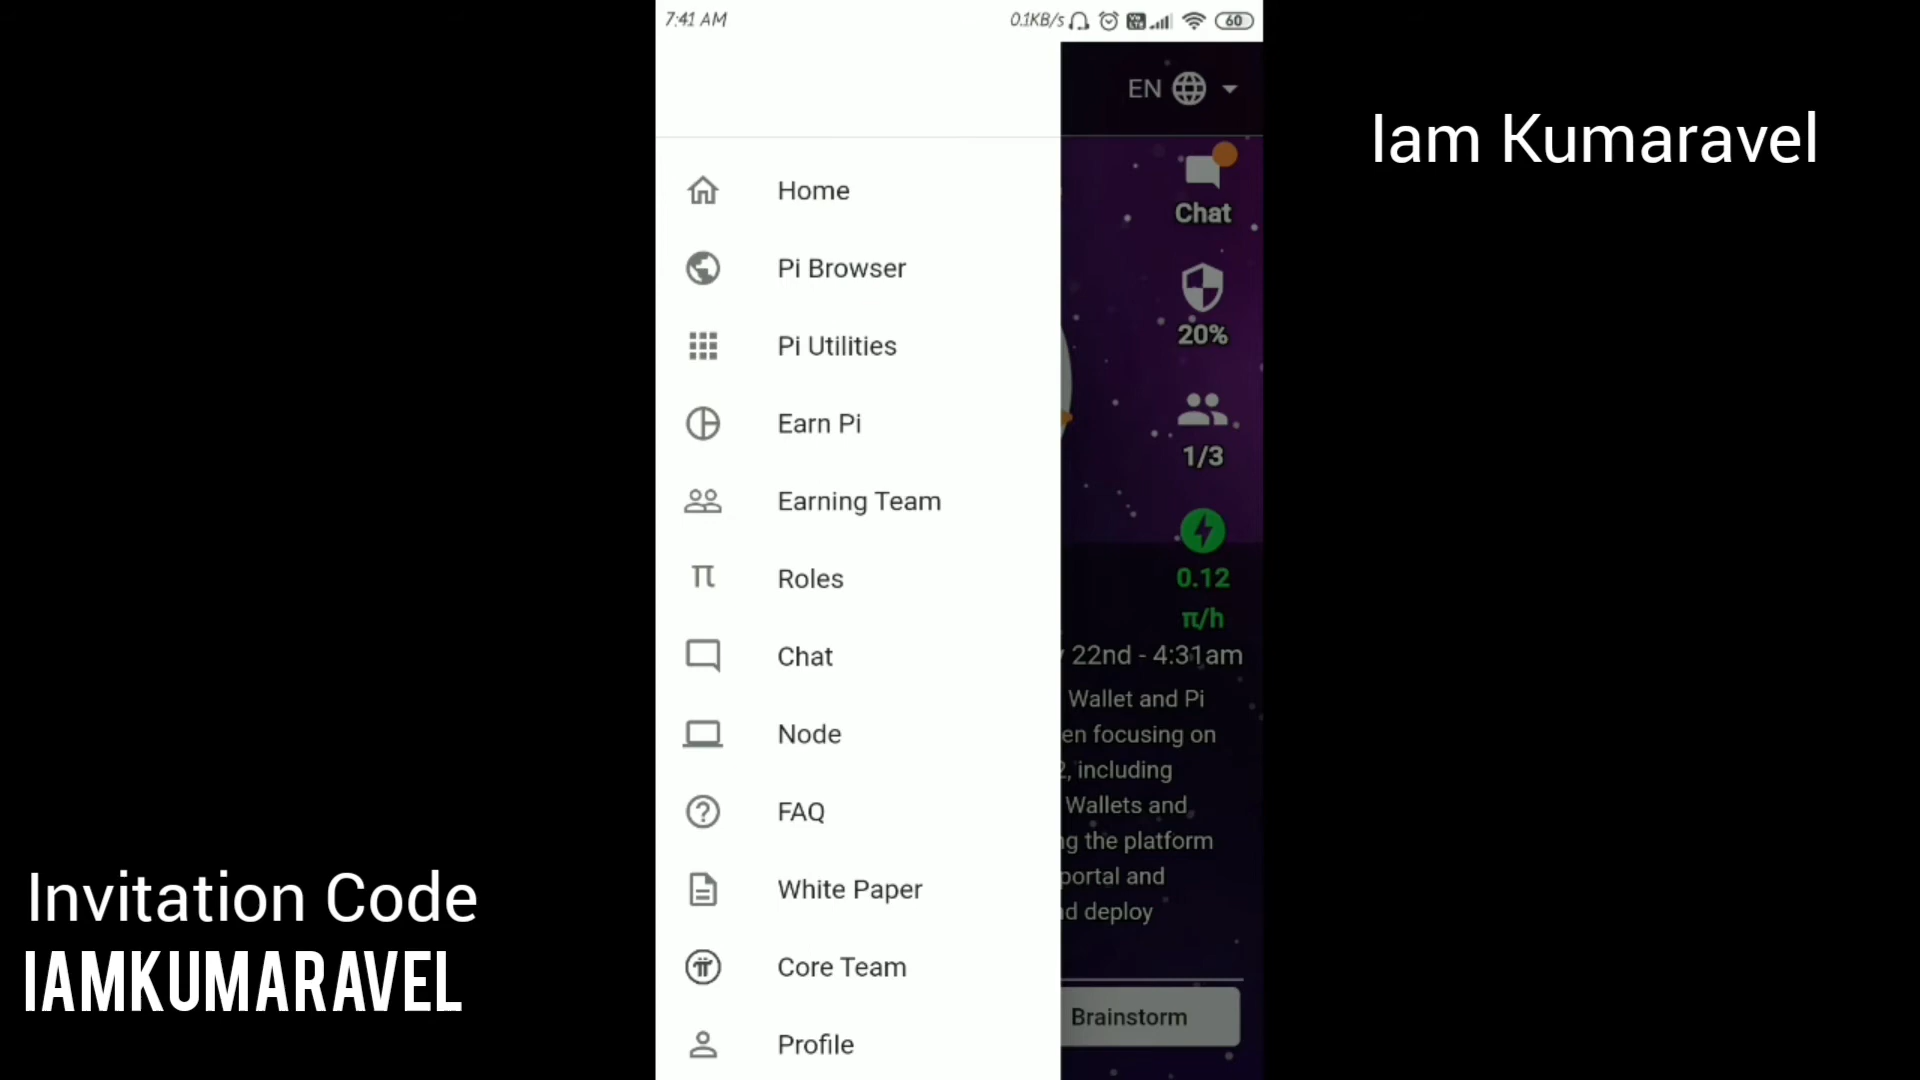 7:41 AM
0.1KB/s
60
EN
Iam Kumaravel
Home
Pi Browser
Pi Utilities
Earn Pi
Earning Team
π
Roles
Chat
Node
FAQ
White Paper
Core Team
Profile
Chat
20%
1/3
0.12
π/h
22nd - 4:31am
Wallet and Pi
en focusing on
, including
Wallets and
g the platform
portal and
d deploy
Brainstorm
Invitation Code
IAMKUMARAVEL